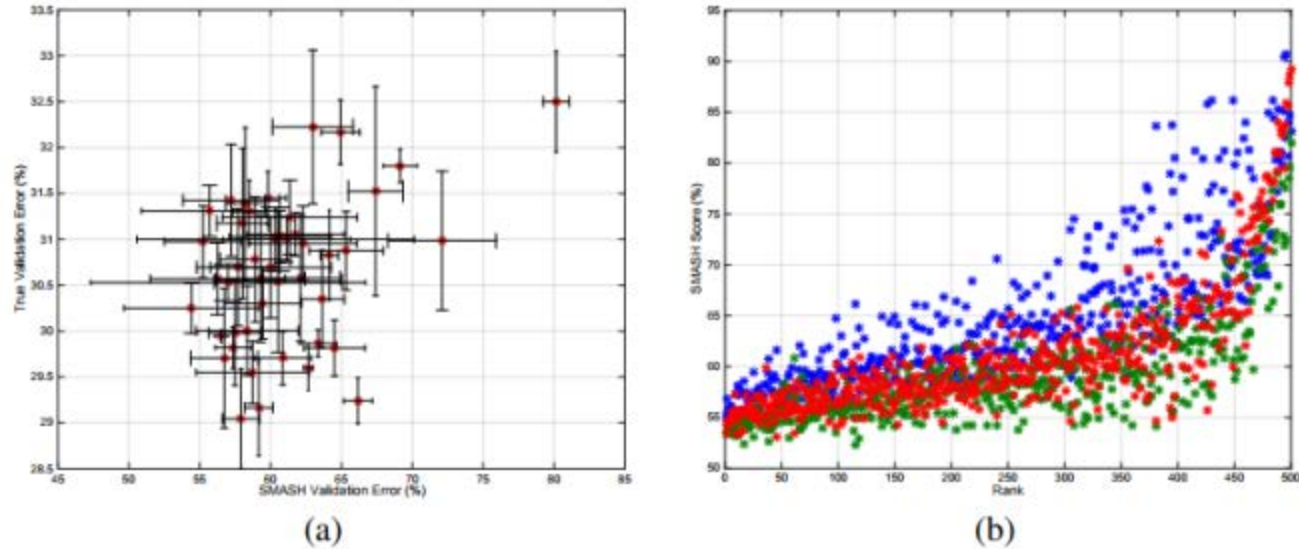 33.5
33
32.5
32
31.5
31
30.5
30
29.5
29
28.5
True Validation Error (%)
45 50 55 60 65 70 75 80 85
SMASH Validation Error (%)
(a)
95
90
85
80
75
70
65
60
55
50
SMASH Score (%)
0 50 100 150 200 250 300 350 400 450 500
Rank
(b)